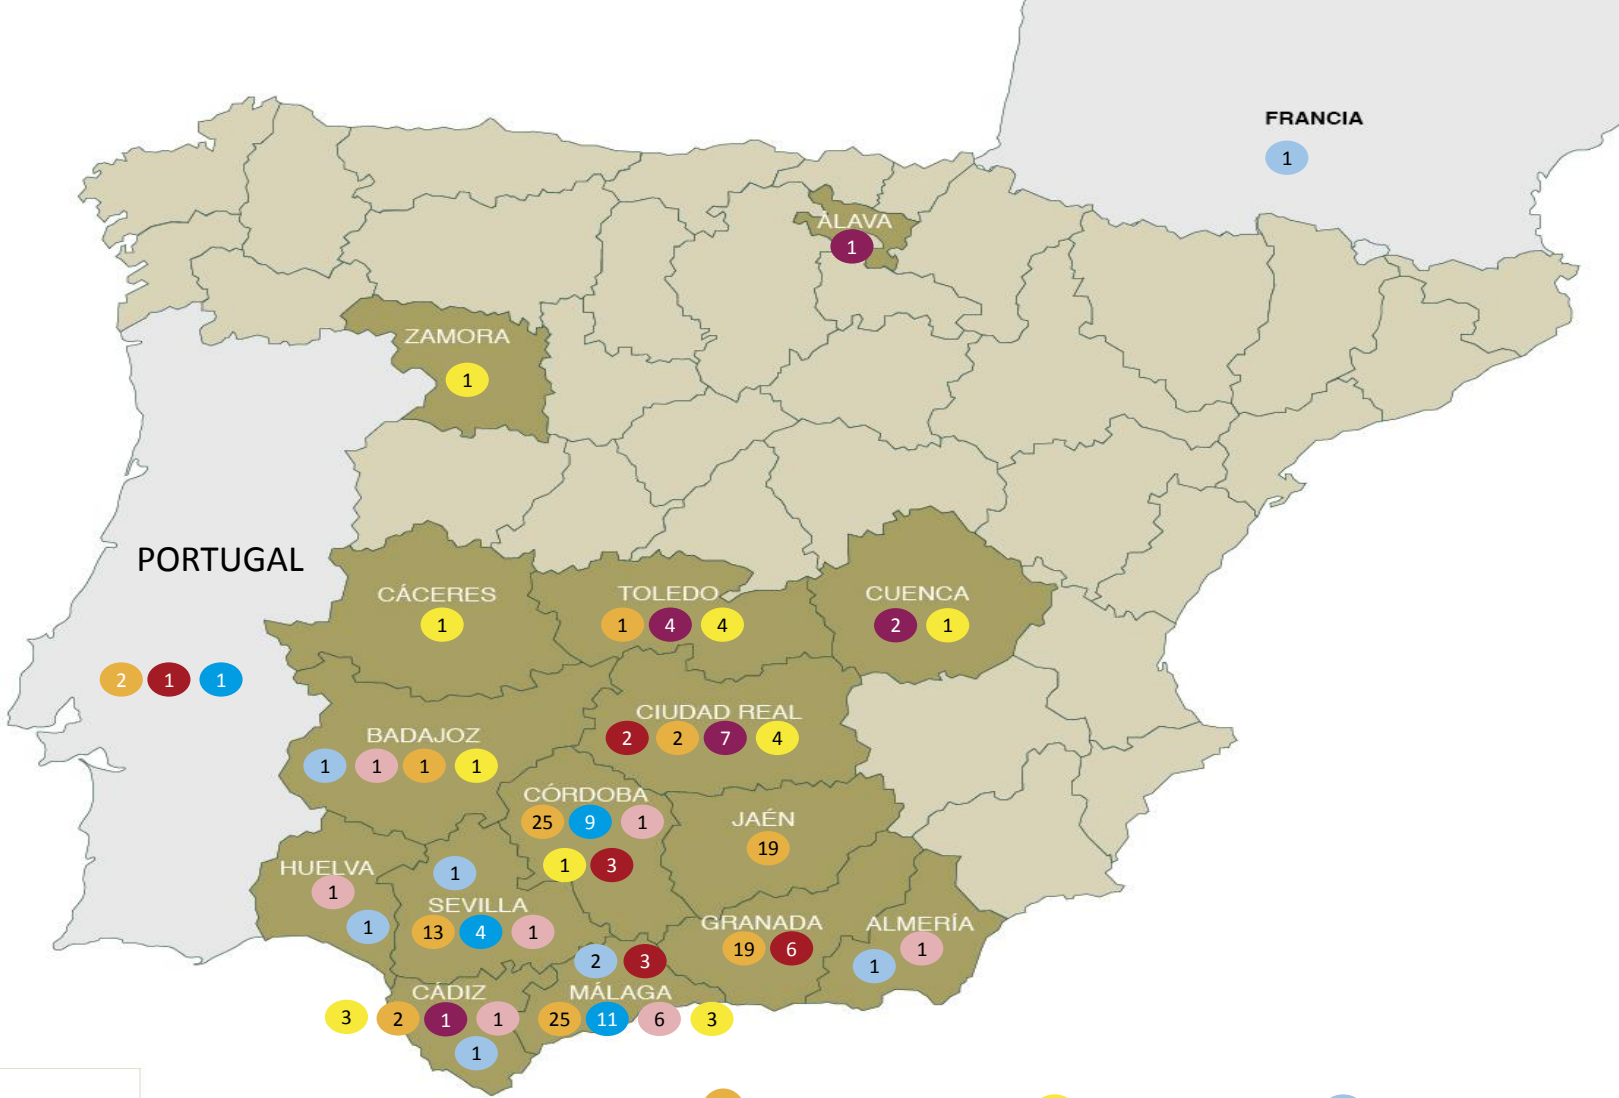 FRANCIA
1
ÁLAVA
1
ZAMORA
1
PORTUGAL
2 1 1
CÁCERES
1
TOLEDO
1 4 4
CUENCA
2 1
BADAJOZ
1 1 1 1
CIUDAD REAL
2 2 7 4
CÓRDOBA
25 9 1
1 3
JAÉN
19
HUELVA
1
1
1
SEVILLA
13 4 1
GRANADA
19 6
ALMERÍA
1
1
CÁDIZ
3 2 1 1
1
2 3
MÁLAGA
25 11 6 3